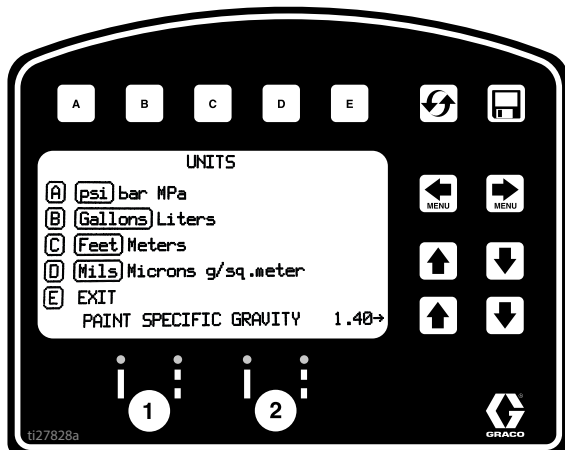 A B C D E
UNITS
A psi bar MPa
B Gallons Liters
C Feet Meters
D Mils Microns g/sq.meter
E EXIT
PAINT SPECIFIC GRAVITY 1.40→
MENU MENU
1 2
ti27828a
GRACO